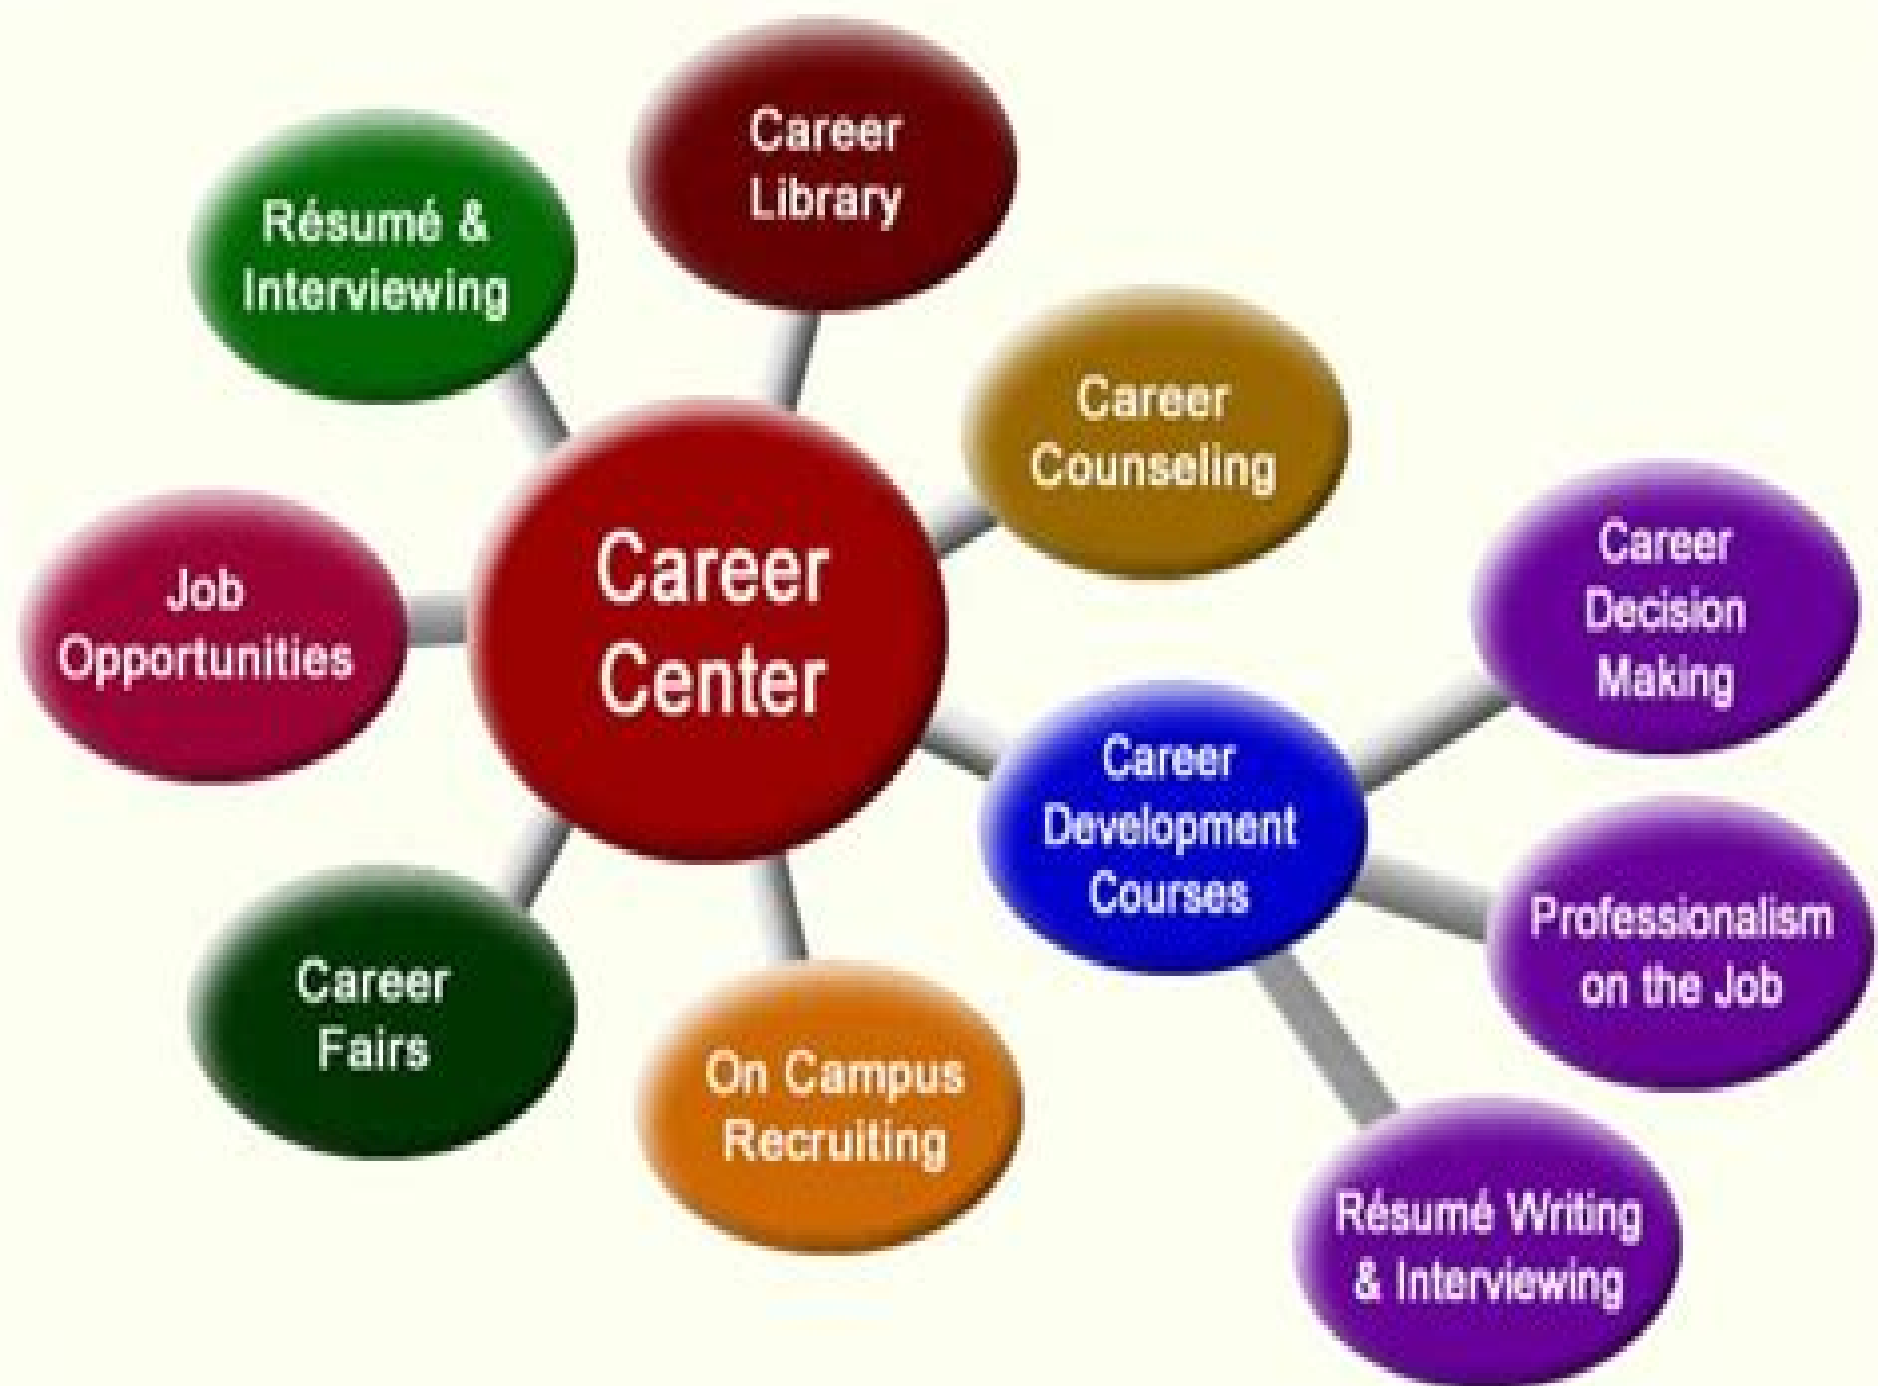 Career
Library
Résumé &
Interviewing
Career
Counseling
Career
Center
Job
Opportunities
Career
Decision
Making
Career
Development
Courses
Professionalism
on the Job
Career
Fairs
On Campus
Recruiting
Résumé Writing
& Interviewing